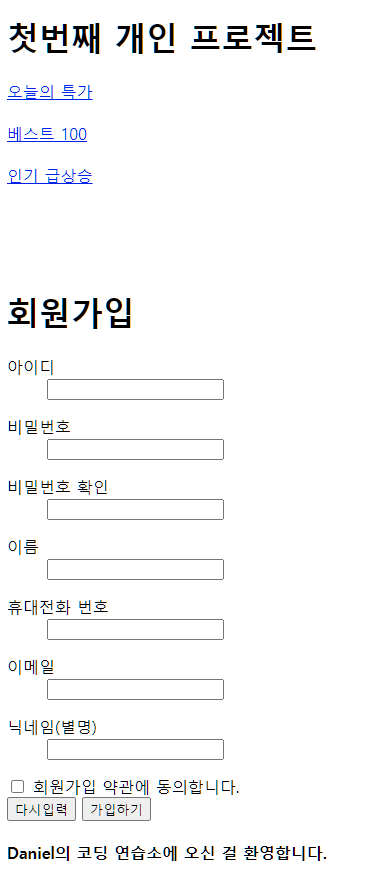 첫번째 개인 프로젝트
오늘의 특가
베스트 100
인기 급상승
회원가입
아이디
비밀번호
비밀번호 확인
이름
휴대전화 번호
이메일
닉네임(별명)
회원가입 약관에 동의합니다.
다시입력 가입하기
Daniel의 코딩 연습소에 오신 걸 환영합니다.